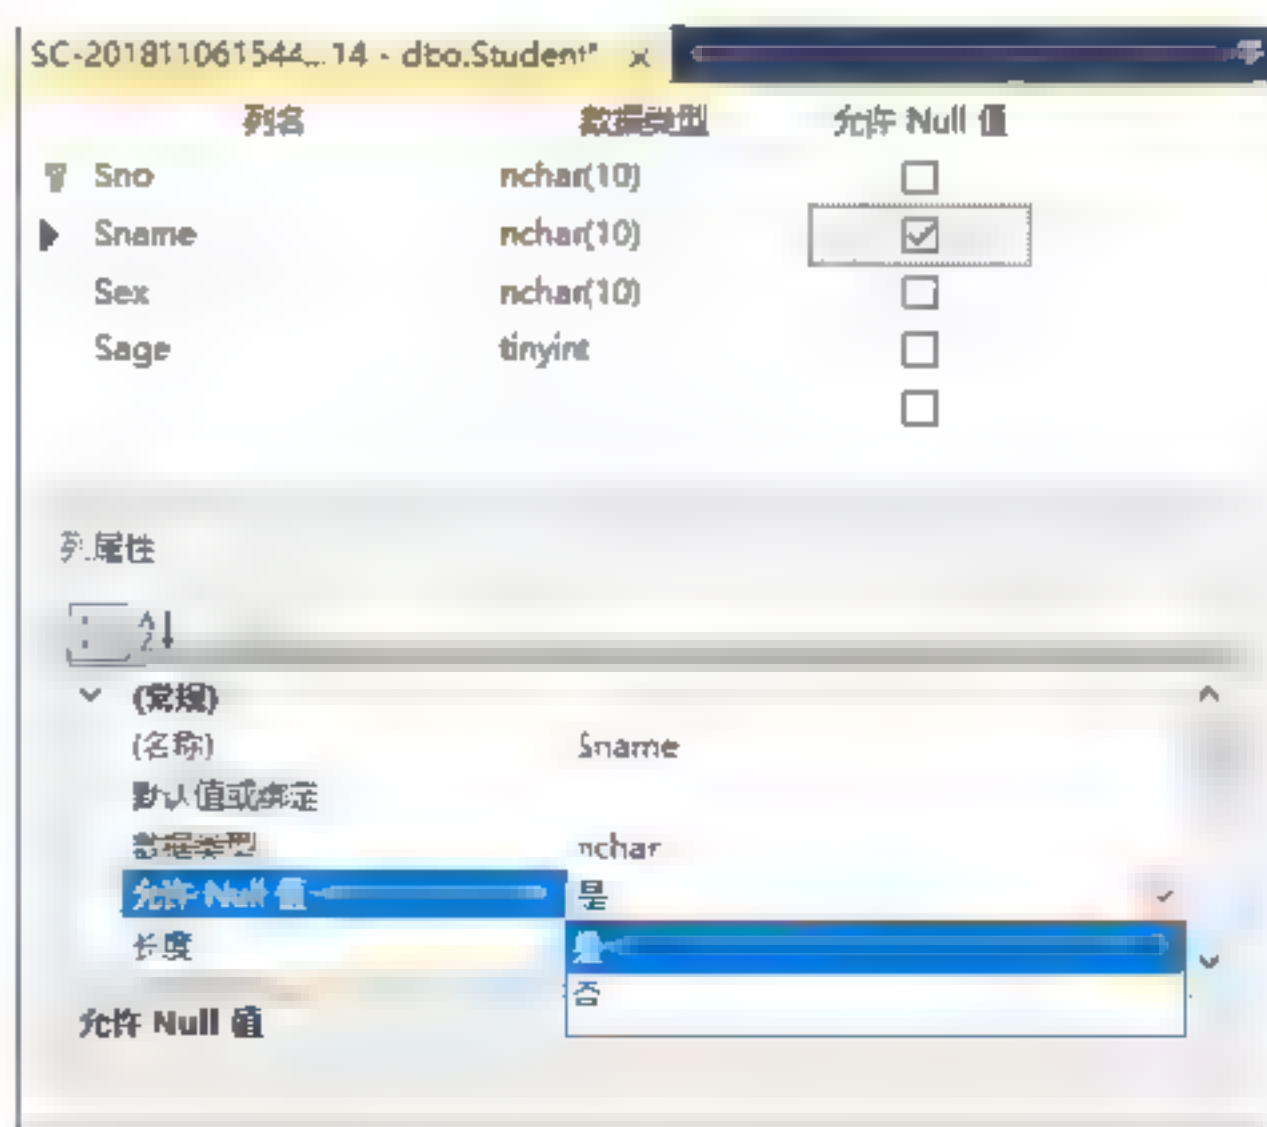 SC-201811061544...14 - dbo.Student* ×
列名 数据类型 允许 Null 值
Sno nchar(10)
Sname nchar(10)
Sex nchar(10)
Sage tinyint
列属性
(常规)
(名称) Sname
默认值或绑定
数据类型 nchar
允许 Null 值 是
长度 是
否
允许 Null 值